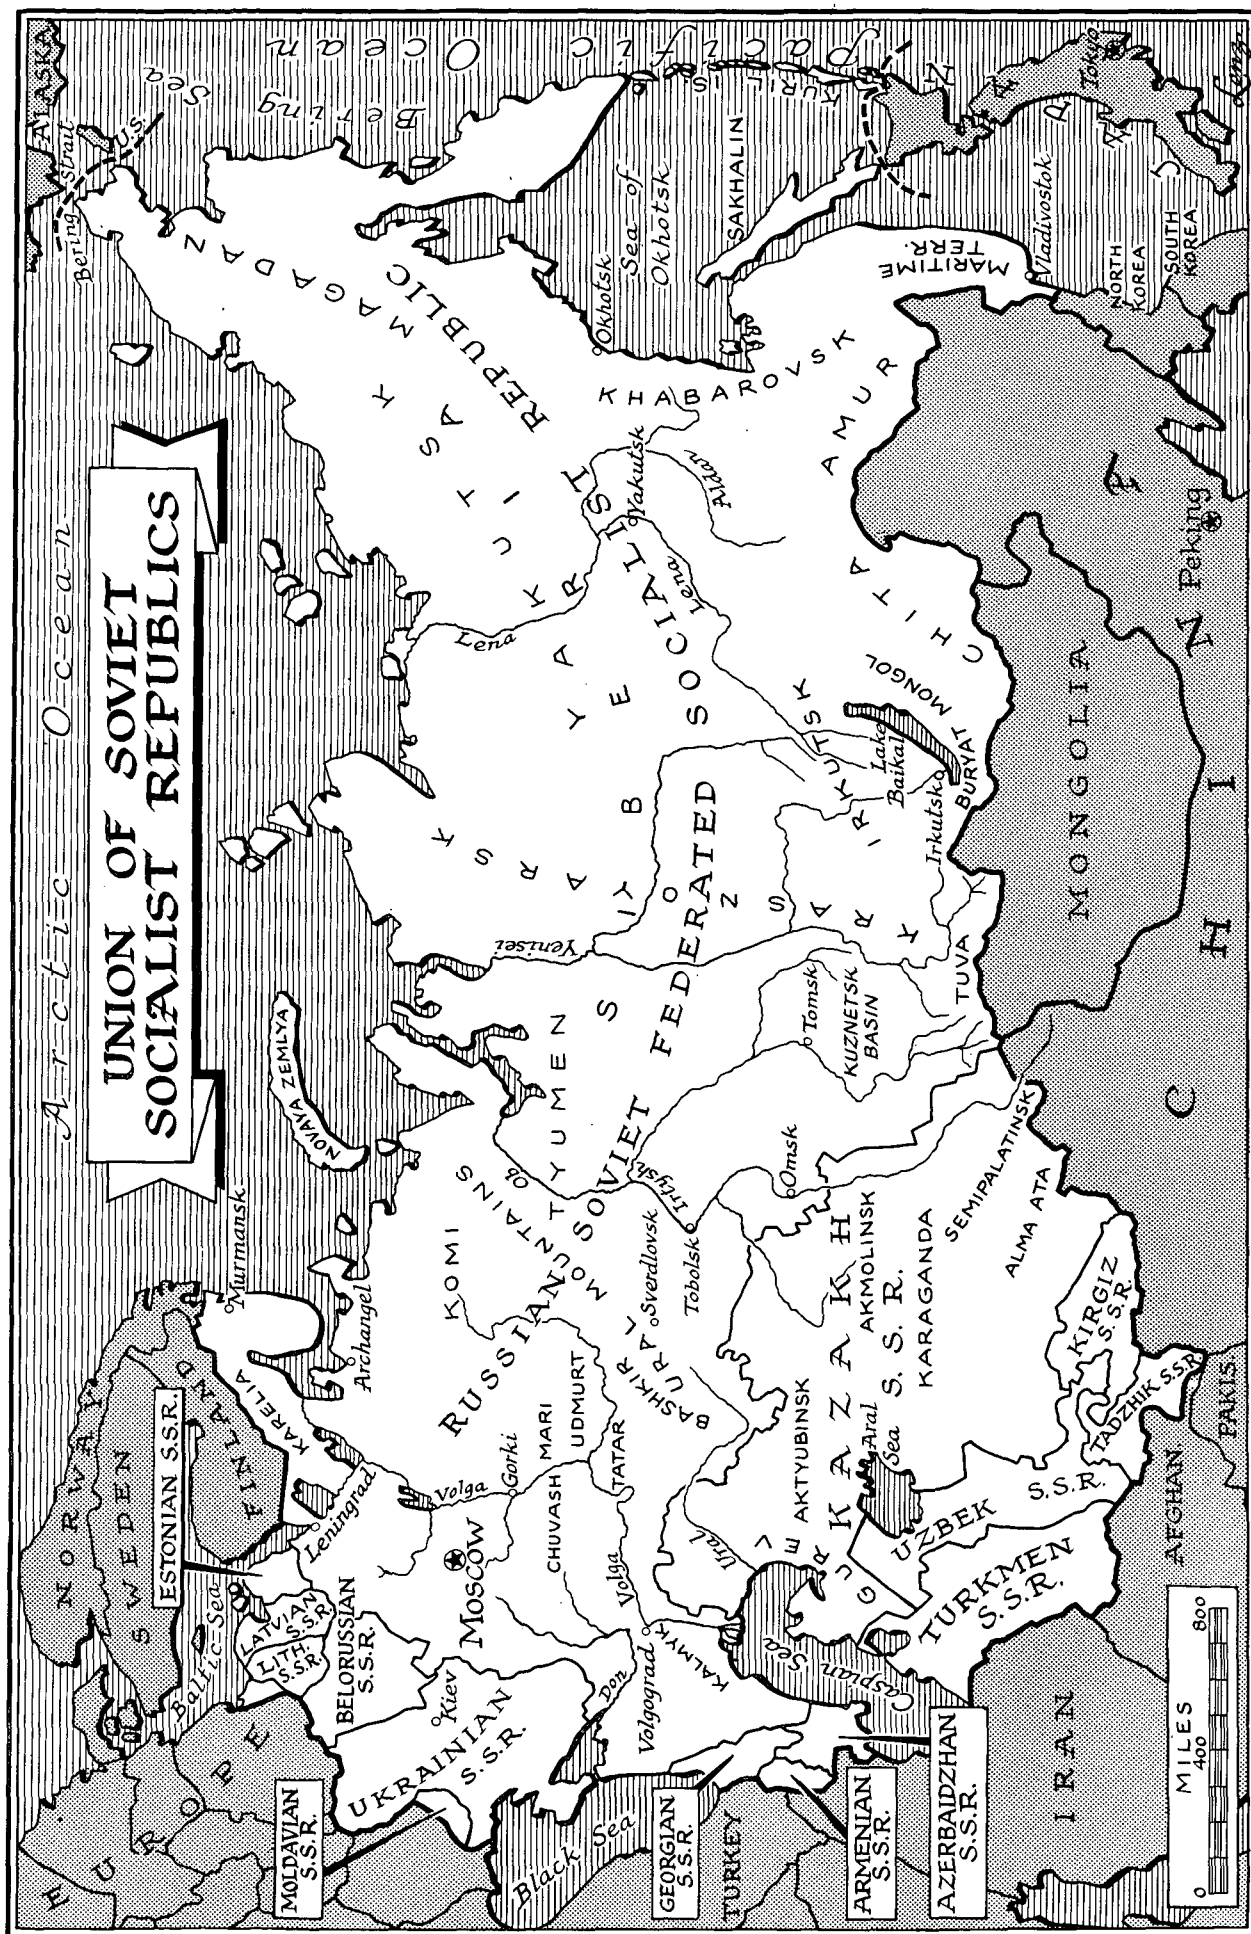 UNION OF SOVIET
SOCIALIST REPUBLICS
Arctic Ocean
ALASKA
Bering Strait
U.S.
Bering Sea
Pacific Ocean
NORWAY
SWEDEN
FINLAND
EUROPE
Baltic Sea
ESTONIAN S.S.R.
LATVIAN
S.S.R.
LITH.
S.S.R.
BELORUSSIAN
S.S.R.
MOLDAVIAN
S.S.R.
UKRAINIAN
S.S.R.
Kiev
Murmansk
KARELIA
Leningrad
Archangel
NOVAYA ZEMLYA
KOMI
MOSCOW
Volga
Gorki
CHUVASH
MARI
UDMURT
TATAR
BASHKIR
URAL MOUNTAINS
Sverdlovsk
Tobolsk
Irtysh
Ob
TYUMEN
Omsk
Tomsk
KUZNETSK
BASIN
RUSSIAN SOVIET FEDERATED SOCIALIST REPUBLIC
SIYBERIYA
Yenisei
KRASNOYARSK
YAKUTSAK
Lena
Lena
Yakutsk
Aldan
MAGADAN
KHABAROVSK
Okhotsk
Sea of
Okhotsk
SAKHALIN
KURIL IS.
AMUR
MARITIME
TERR.
Vladivostok
CHITA
BURYAT MONGOL
IRKUTSK
Irkutsk
Lake
Baikal
TUVA
MONGOLIA
CHINA
Peking
NORTH
KOREA
SOUTH
KOREA
JAPAN
Tokyo
Lenz.
Don
Volga
Volgograd
KALMYK
Ural
Black Sea
Caspian Sea
GUREL
AKTYUBINSK
Aral
Sea
KAZAKH
S.S.R.
AKMOLINSK
KARAGANDA
SEMIPALATINSK
ALMA ATA
KIRGIZ
S.S.R.
TADZHIK S.S.R.
UZBEK S.S.R.
TURKMEN
S.S.R.
GEORGIAN
S.S.R.
ARMENIAN
S.S.R.
AZERBAIDZHAN
S.S.R.
TURKEY
IRAN
AFGHAN
PAKIS.
MILES
0 400 800